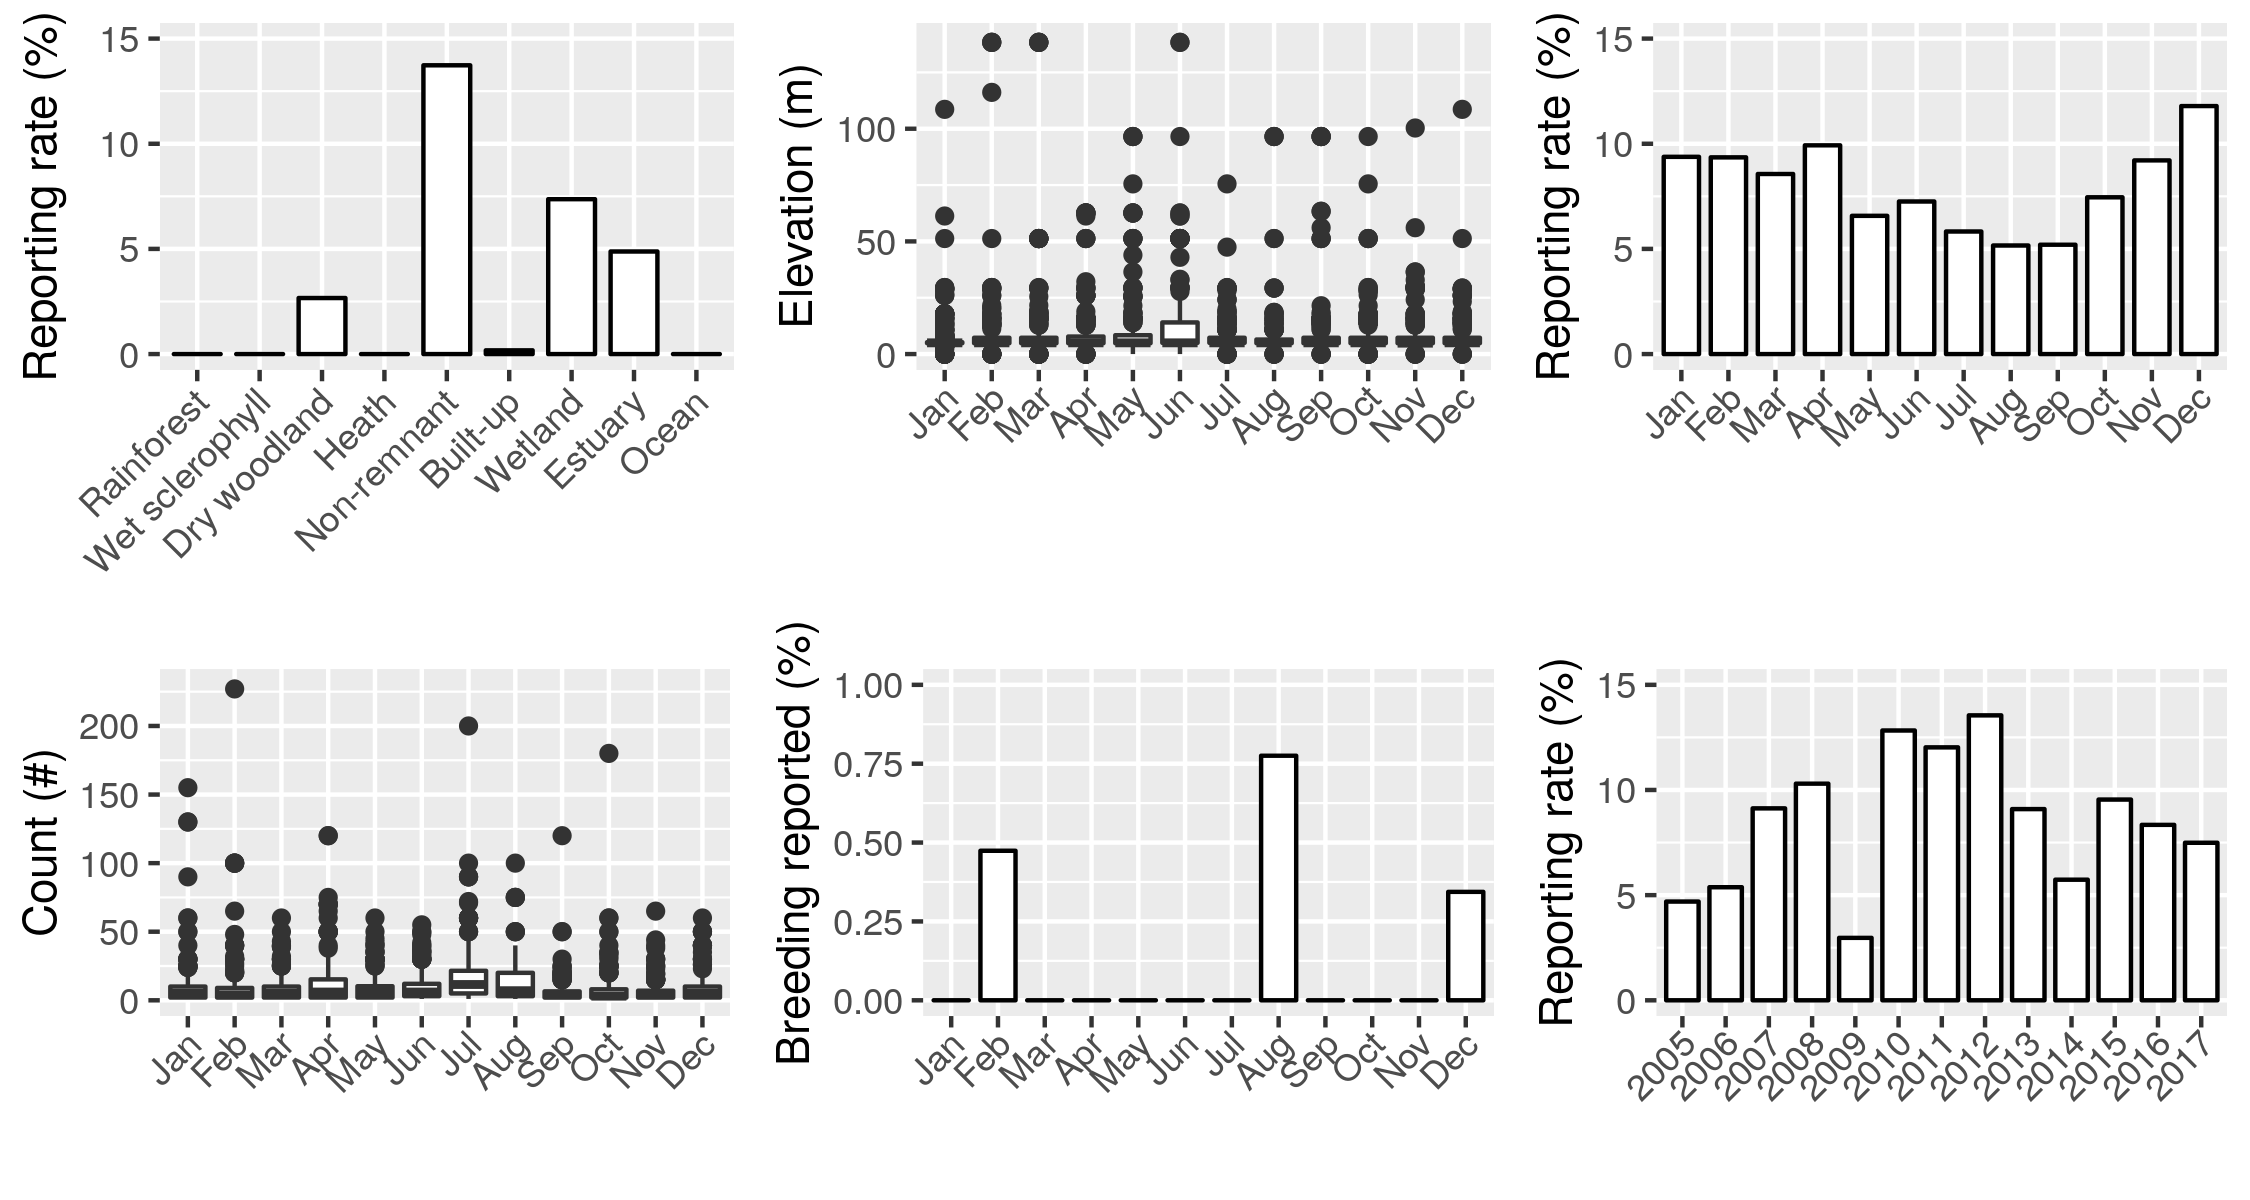 Reporting rate (%)
15
10
5
0
Rainforest
Wet sclerophyll
Dry woodland
Heath
Non-remnant
Built-up
Wetland
Estuary
Ocean
Elevation (m)
100
50
0
Jan
Feb
Mar
Apr
May
Jun
Jul
Aug
Sep
Oct
Nov
Dec
Reporting rate (%)
15
10
5
0
Jan
Feb
Mar
Apr
May
Jun
Jul
Aug
Sep
Oct
Nov
Dec
Count (#)
200
150
100
50
0
Jan
Feb
Mar
Apr
May
Jun
Jul
Aug
Sep
Oct
Nov
Dec
Breeding reported (%)
1.00
0.75
0.50
0.25
0.00
Jan
Feb
Mar
Apr
May
Jun
Jul
Aug
Sep
Oct
Nov
Dec
Reporting rate (%)
15
10
5
0
2005
2006
2007
2008
2009
2010
2011
2012
2013
2014
2015
2016
2017